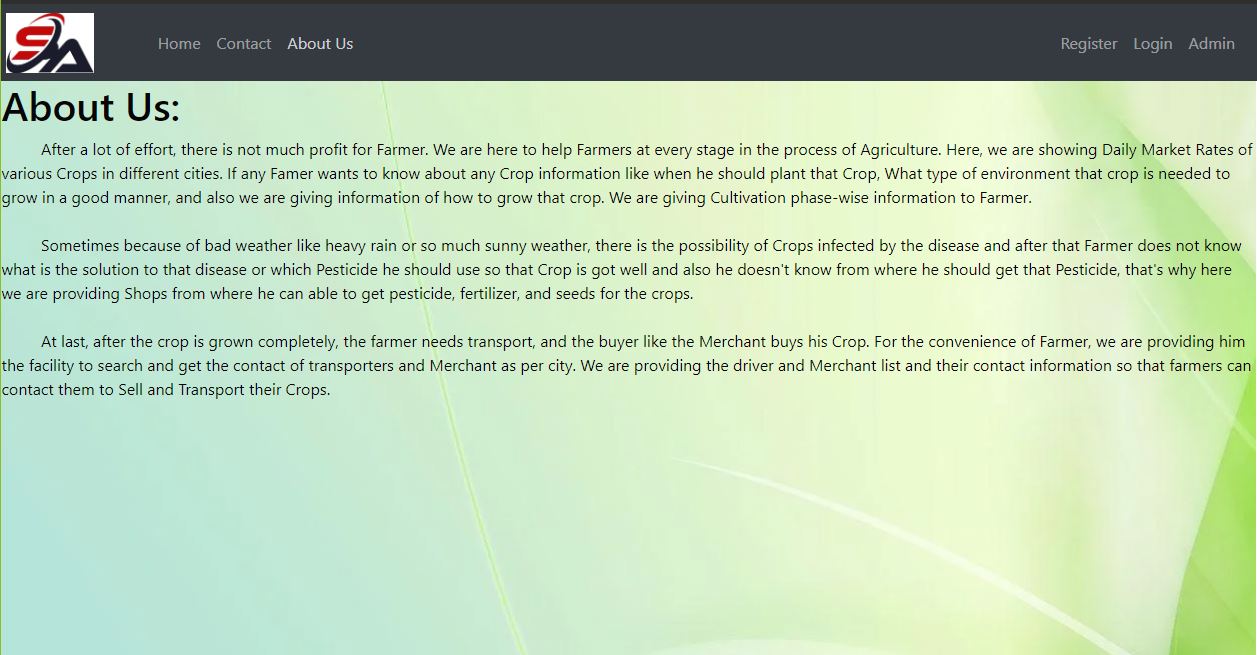 SA
Home Contact About Us Register Login Admin
About Us:
After a lot of effort, there is not much profit for Farmer. We are here to help Farmers at every stage in the process of Agriculture. Here, we are showing Daily Market Rates of
various Crops in different cities. If any Famer wants to know about any Crop information like when he should plant that Crop, What type of environment that crop is needed to
grow in a good manner, and also we are giving information of how to grow that crop. We are giving Cultivation phase-wise information to Farmer.
Sometimes because of bad weather like heavy rain or so much sunny weather, there is the possibility of Crops infected by the disease and after that Farmer does not know
what is the solution to that disease or which Pesticide he should use so that Crop is got well and also he doesn't know from where he should get that Pesticide, that's why here
we are providing Shops from where he can able to get pesticide, fertilizer, and seeds for the crops.
At last, after the crop is grown completely, the farmer needs transport, and the buyer like the Merchant buys his Crop. For the convenience of Farmer, we are providing him
the facility to search and get the contact of transporters and Merchant as per city. We are providing the driver and Merchant list and their contact information so that farmers can
contact them to Sell and Transport their Crops.